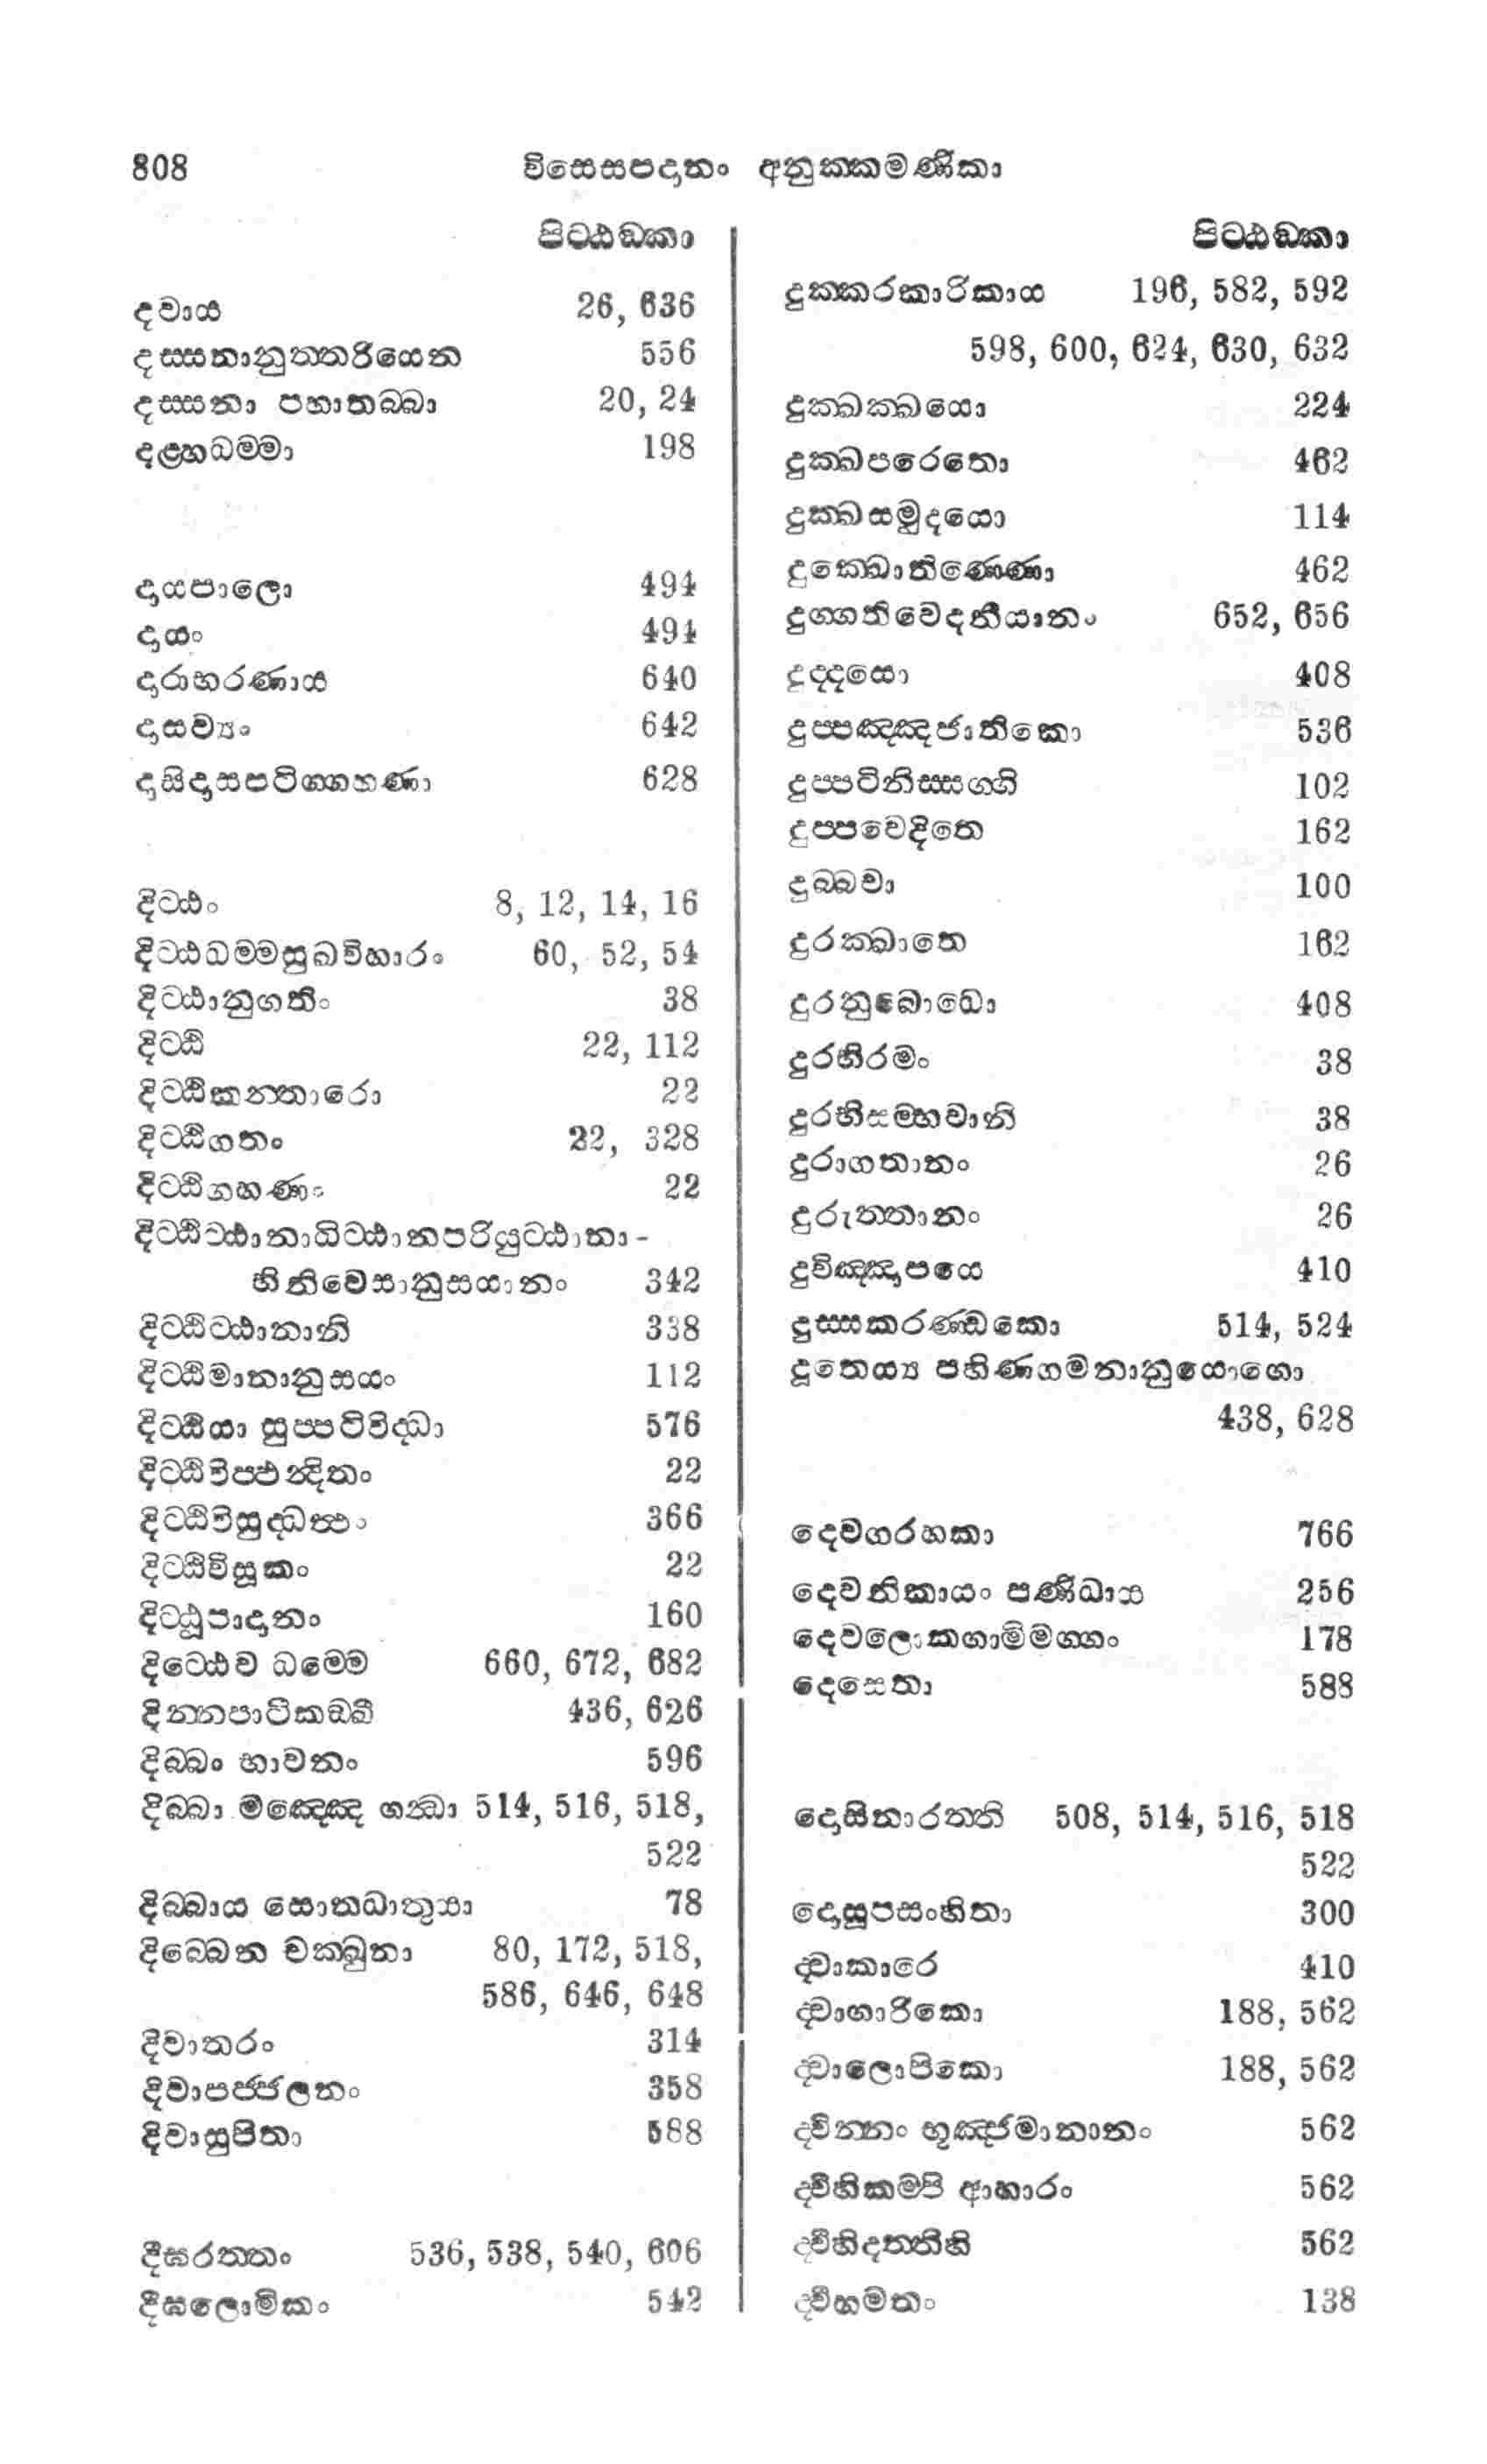 808 විසෙසපදානං අනුක්කමණිකා
පිට්ඨඞ්කා
දවාය 26, 636
දස්සනානුත්තරියෙන 556
දස්සනා පහාතබ්බා 20, 24
දළ්හධම්මා 198
දායපාලො 494
දායං 494
දාරාභරණාය 640
දාසව්‍යං 642
දාසිදාසපටිග්ගහණා 628
දිට්ඨං 8, 12, 14, 16
දිට්ඨධම්මසුඛවිහාරං 60, 52, 54
දිට්ඨානුගතිං 38
දිට්ඨි 22, 112
දිට්ඨිකන්තාරො 22
දිට්ඨිගතං 22, 328
දිට්ඨිගහණං 22
දිට්ඨිට්ඨානාධිට්ඨානපරියුට්ඨානා-
භිනිවෙසානුසයානං 342
දිට්ඨිට්ඨානානි 338
දිට්ඨිමානානුසයං 112
දිට්ඨියා සුප්පටිවිද්ධා 576
දිට්ඨිවිප්ඵන්දිතං 22
දිට්ඨිවිසුද්ධත්ථා 366
දිට්ඨිවිසූකං 22
දිට්ඨූපාදානං 160
දිට්ඨෙව ධම්මෙ 660, 672, 682
දින්නපාටිකඞ්ඛී 436, 626
දිබ්බං භාවනං 596
දිබ්බා මඤ්ඤෙ ගන්ධා 514, 516, 518,
522
දිබ්බාය සොතධාතුයා 78
දිබ්බෙන චක්ඛුනා 80, 172, 518,
586, 646, 648
දිවාතරං 314
දිවාපජ්ජලනං 358
දිවාසුපිතා 588
දීඝරත්තං 536, 538, 540, 606
දීඝලොමිකං 542
පිට්ඨඞ්කා
දුක්කරකාරිකාය 196, 582, 592
598, 600, 624, 630, 632
දුක්ඛක්ඛයො 224
දුක්ඛපරෙතො 462
දුක්ඛසමුදයො 114
දුක්ඛොතිණ්ණො 462
දුග්ගතිවෙදනීයානං 652, 656
දුද්දසො 408
දුප්පඤ්ඤජාතිකො 536
දුප්පටිනිස්සග්ගි 102
දුප්පවෙදිතෙ 162
දුබ්බචා 100
දුරක්ඛාතෙ 162
දුරනුබොධො 408
දුරභිරමං 38
දුරභිසම්භවානි 38
දුරාගතානං 26
දුරුත්තානං 26
දුවිඤ්ඤාපයෙ 410
දුස්සකරණ්ඩකො 514, 524
දූතෙය්‍ය පහිණගමනානුයොගො
438, 628
දෙවගරහකා 766
දෙවනිකායං පණිධාය 256
දෙවලොකගාමිමග්ගං 178
දෙසෙතා 588
දොසිනාරත්ති 508, 514, 516, 518
522
දොසූපසංහිතා 300
ද්වාකාරෙ 410
ද්වාගාරිකො 188, 562
ද්වාලොපිකො 188, 562
ද්වින්නං භුඤ්ජමානානං 562
ද්වීහිකම්පි ආහාරං 562
ද්වීහිදත්තීහි 562
ද්වීහමතං 138